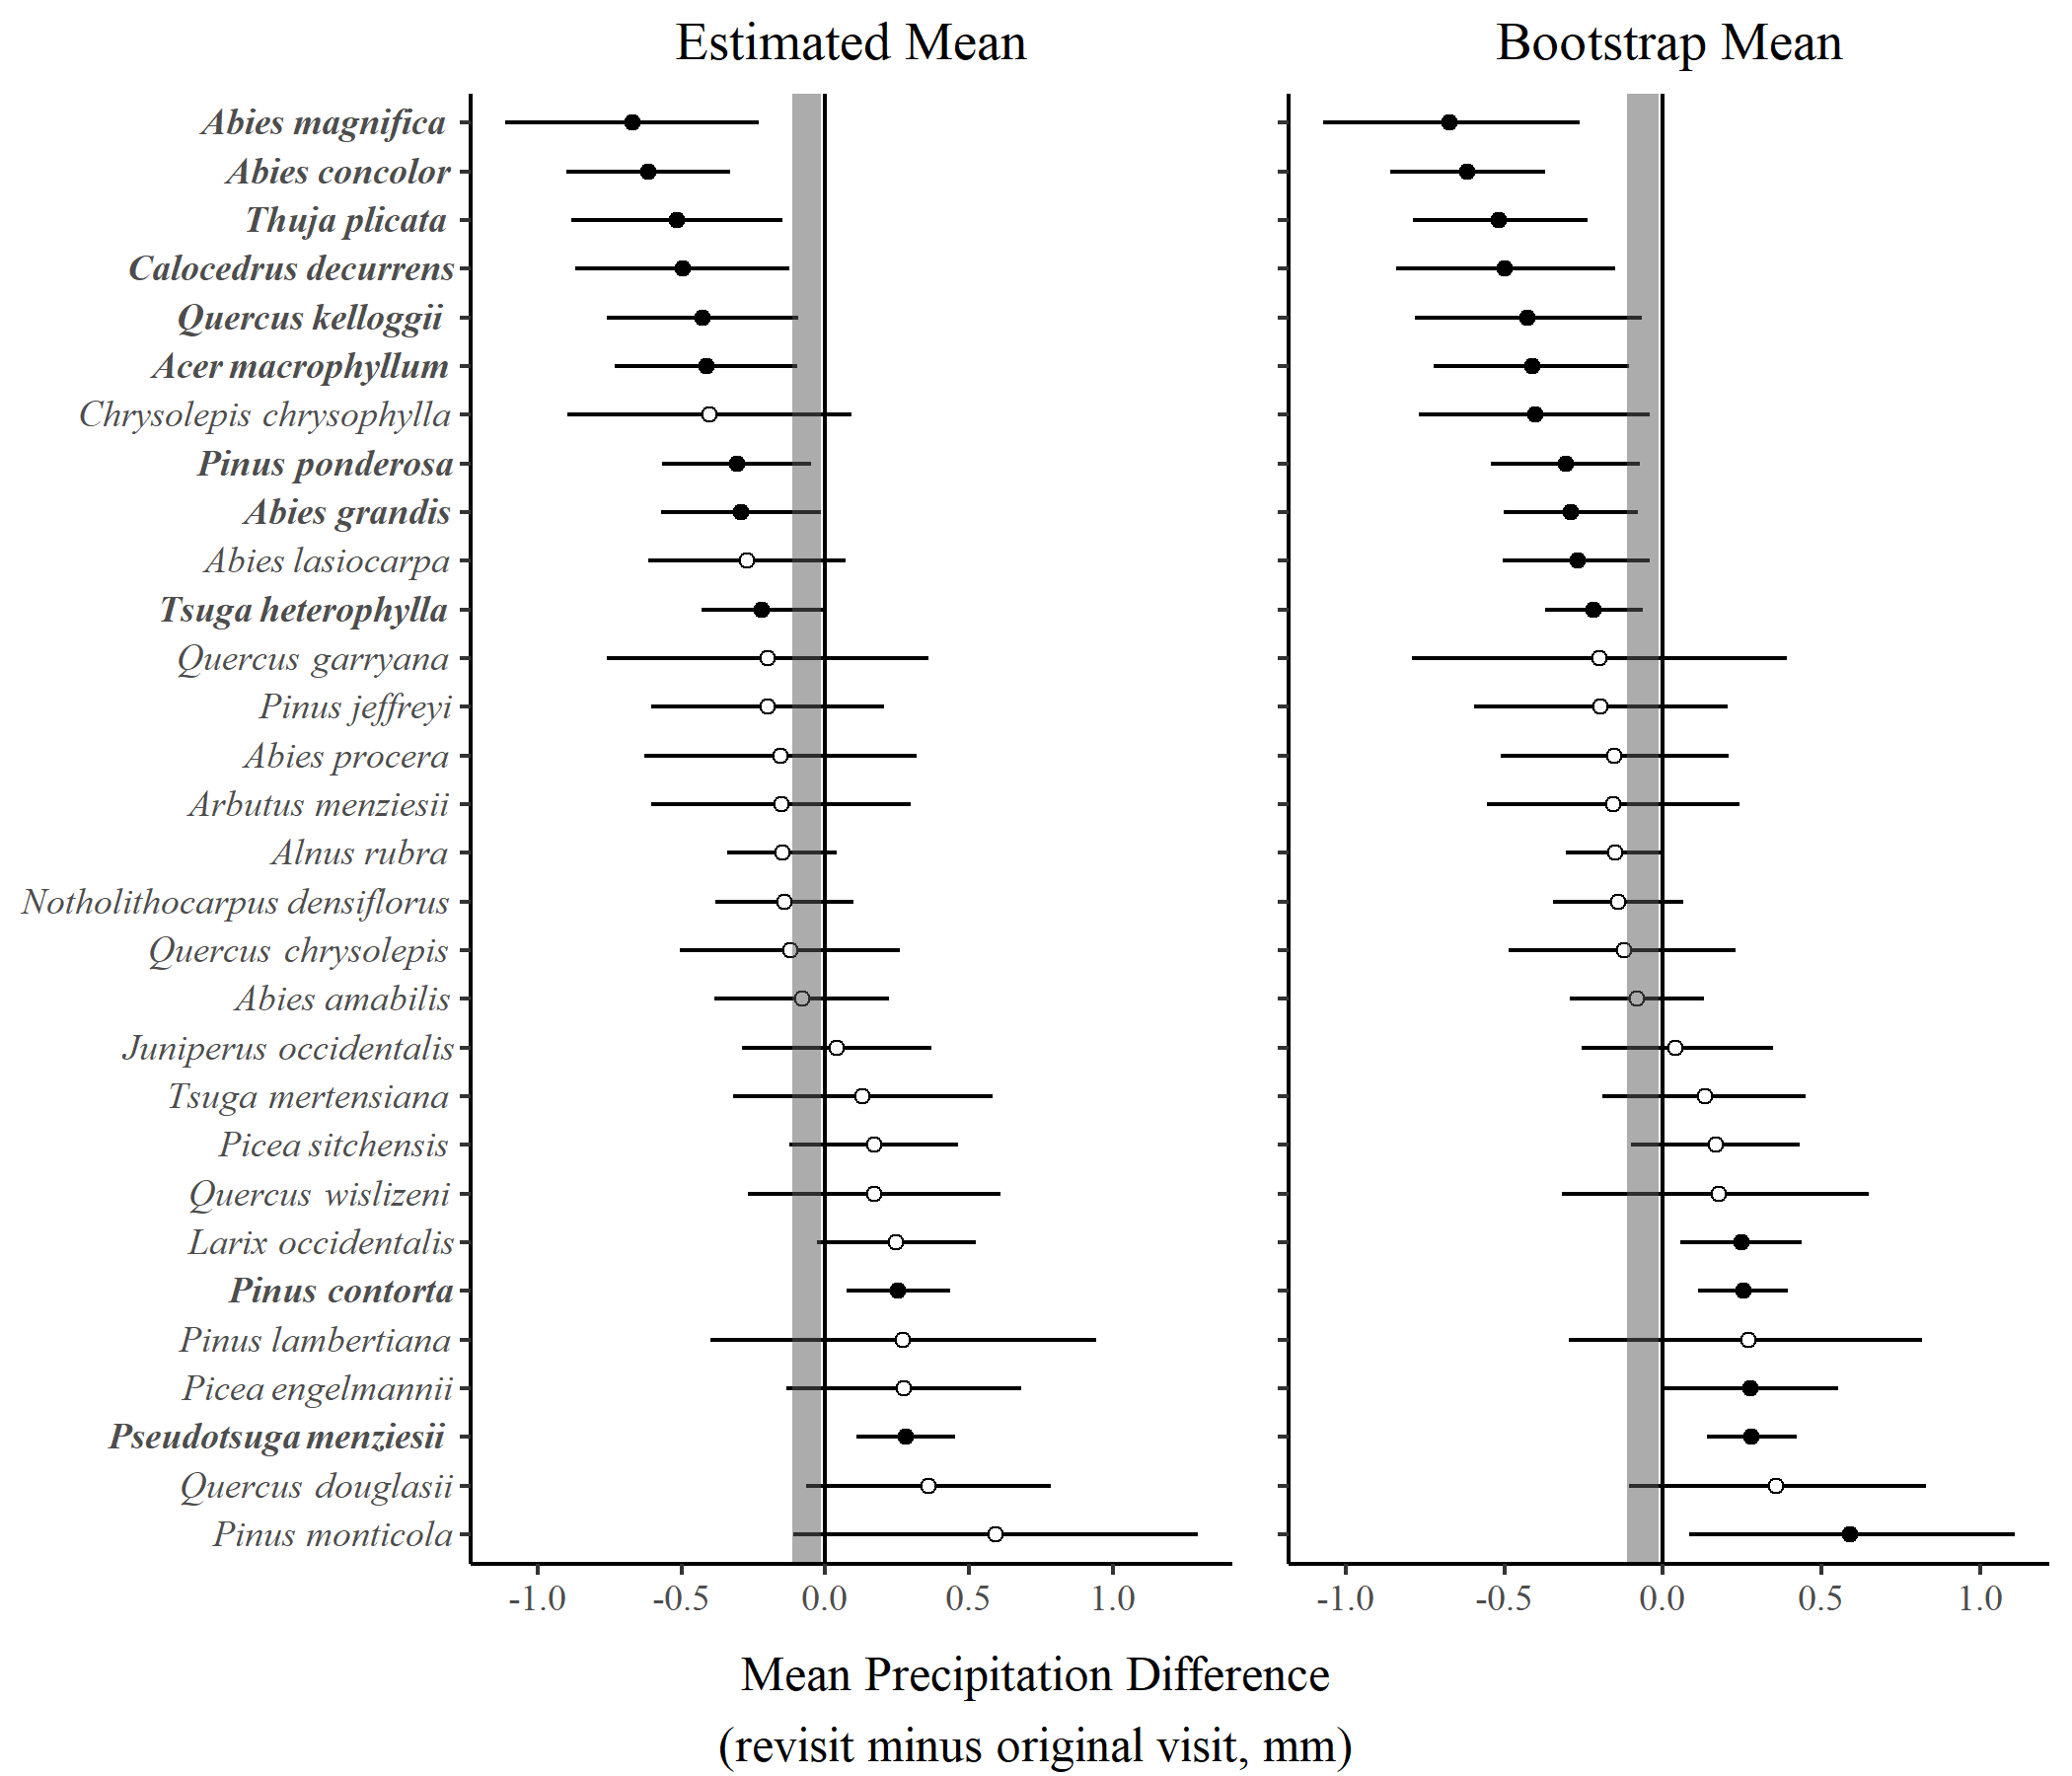 Estimated Mean
Bootstrap Mean
Abies magnifica
Abies concolor
Thuja plicata
Calocedrus decurrens
Quercus kelloggii
Acer macrophyllum
Chrysolepis chrysophylla
Pinus ponderosa
Abies grandis
Abies lasiocarpa
Tsuga heterophylla
Quercus garryana
Pinus jeffreyi
Abies procera
Arbutus menziesii
Alnus rubra
Notholithocarpus densiflorus
Quercus chrysolepis
Abies amabilis
Juniperus occidentalis
Tsuga mertensiana
Picea sitchensis
Quercus wislizeni
Larix occidentalis
Pinus contorta
Pinus lambertiana
Picea engelmannii
Pseudotsuga menziesii
Quercus douglasii
Pinus monticola
-1.0 -0.5 0.0 0.5 1.0
-1.0 -0.5 0.0 0.5 1.0
Mean Precipitation Difference
(revisit minus original visit, mm)